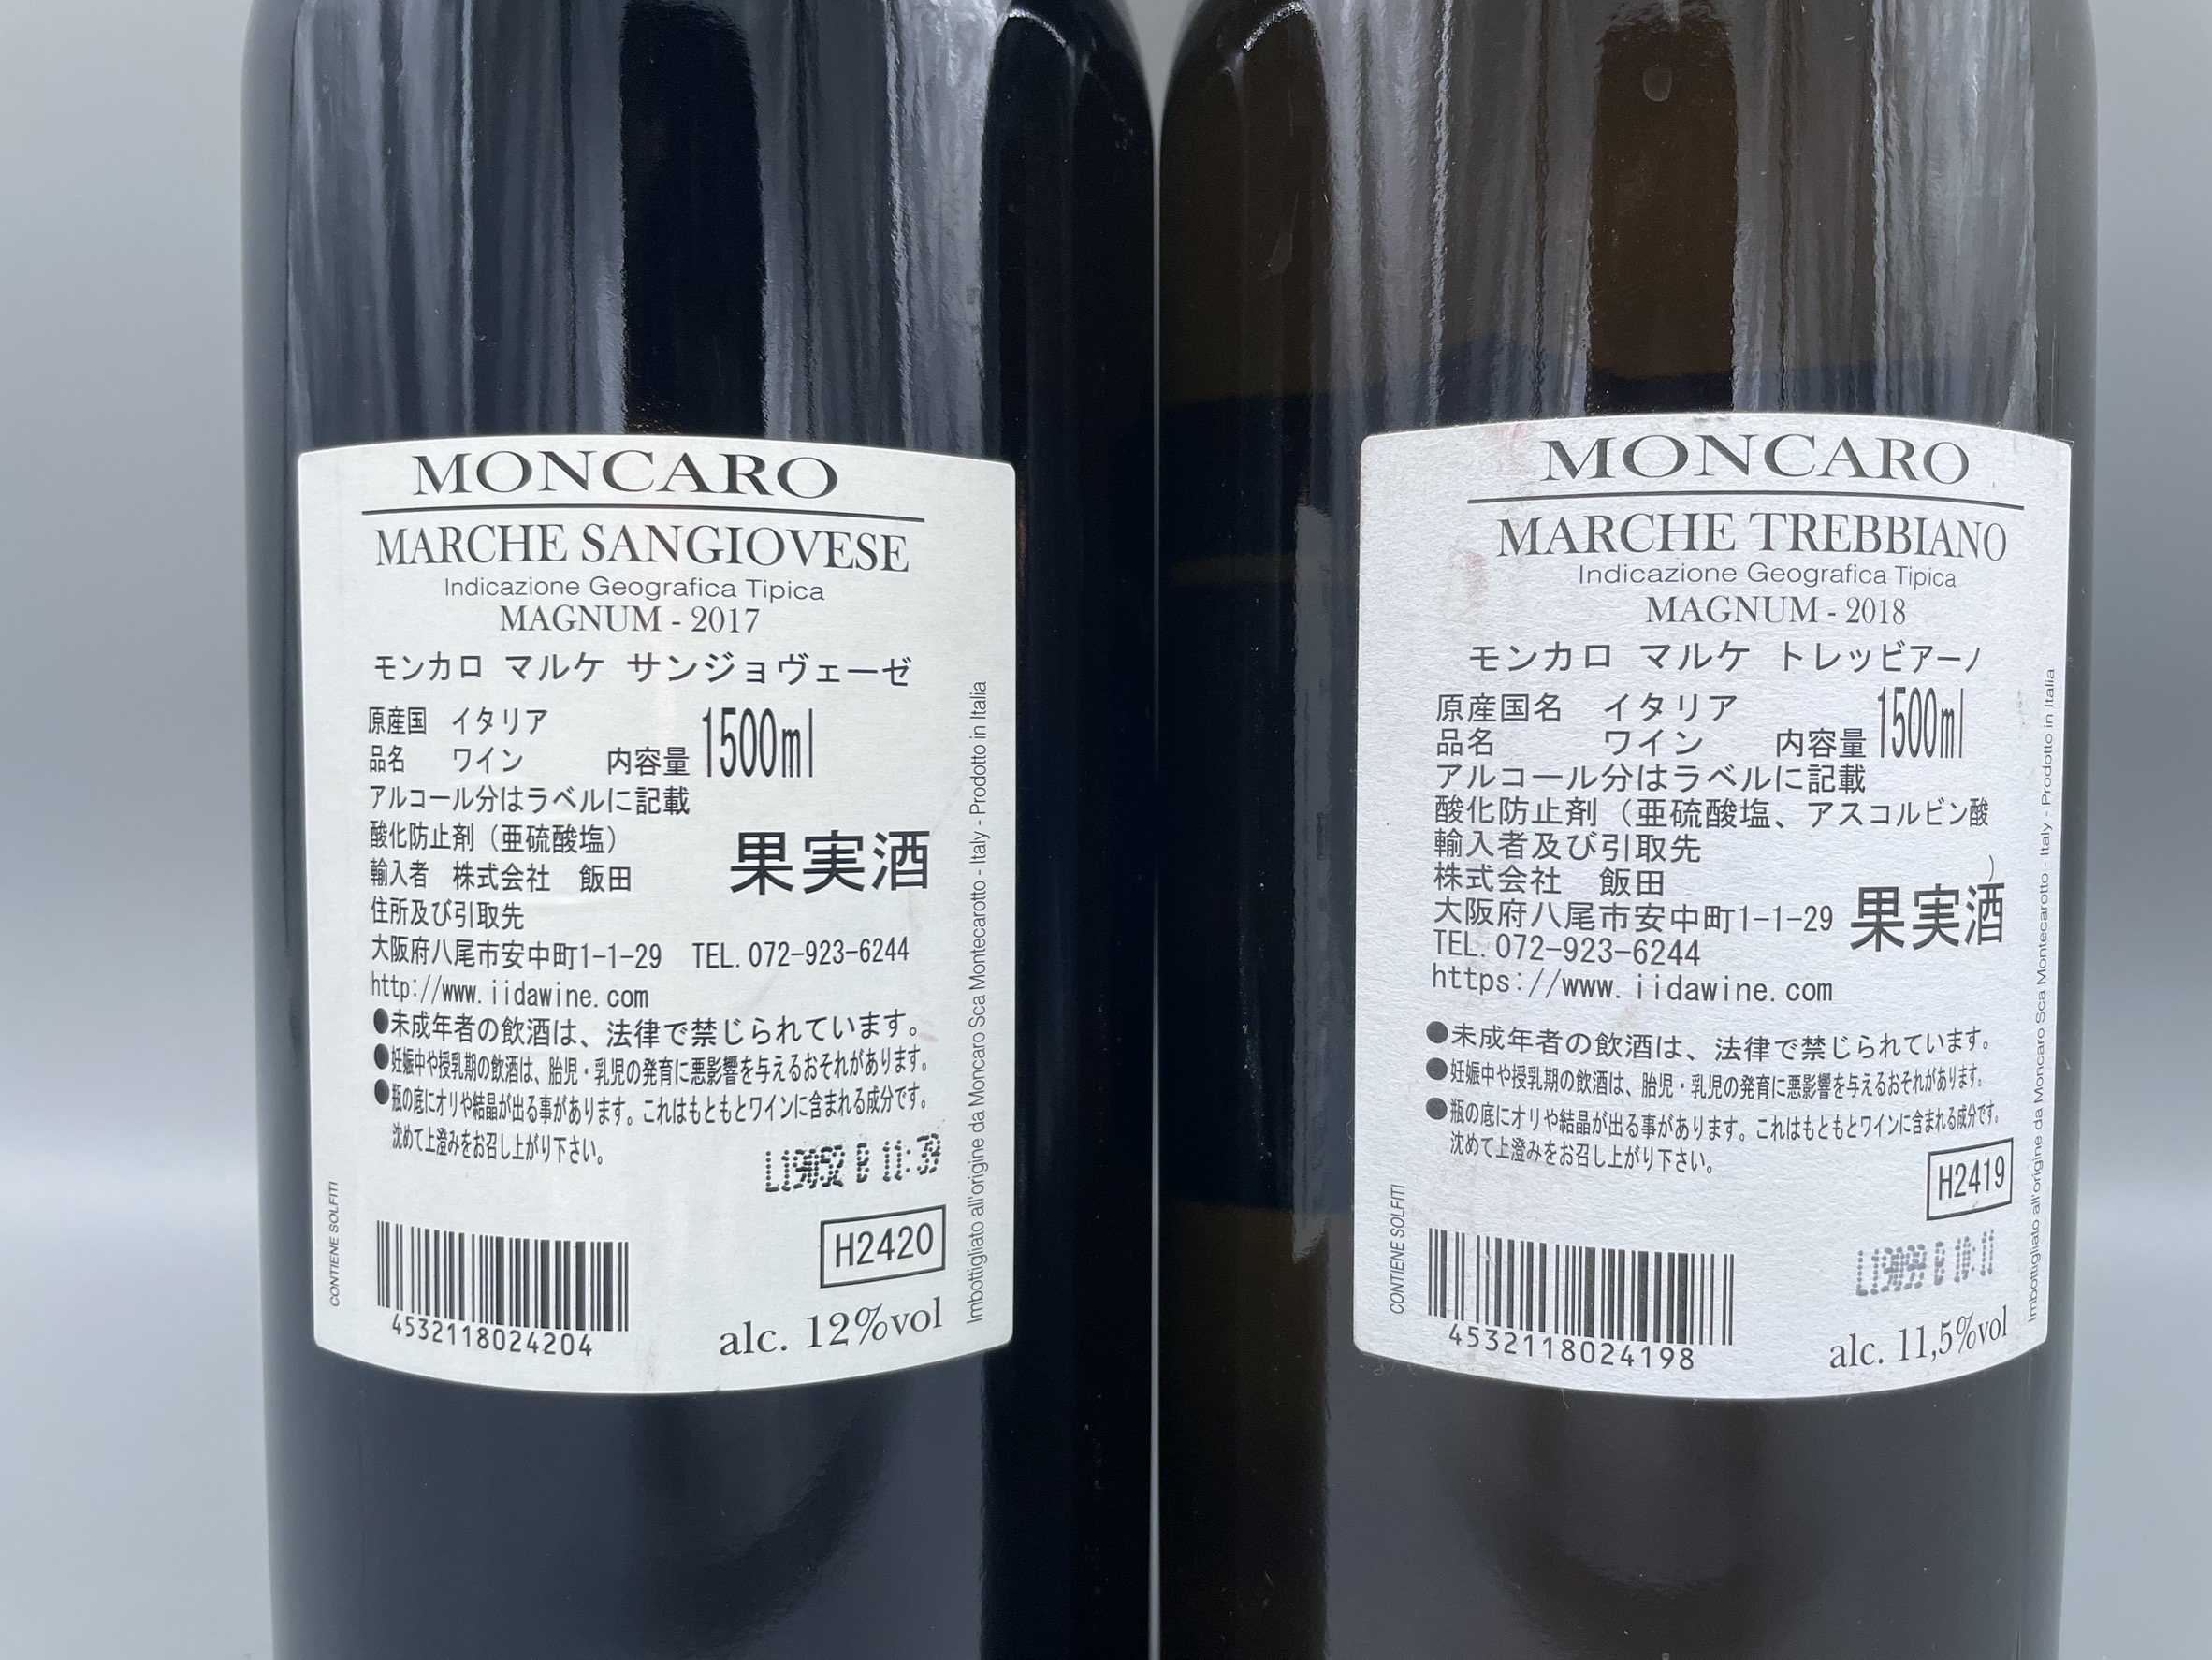 MONCARO
MARCHE SANGIOVESE
Indicazione Geografica Tipica
MAGNUM - 2017
モンカロ マルケ サンジョヴェーゼ
原産国 イタリア
品名 ワイン 内容量 1500ml
アルコール分はラベルに記載
酸化防止剤（亜硫酸塩）
輸入者 株式会社 飯田
果実酒
住所及び引取先
大阪府八尾市安中町1-1-29 TEL.072-923-6244
http://www.iidawine.com
●未成年者の飲酒は、法律で禁じられています。
●妊娠中や授乳期の飲酒は、胎児・乳児の発育に悪影響を与えるおそれがあります。
●瓶の底にオリや結晶が出る事があります。これはもともとワインに含まれる成分です。
沈めて上澄みをお召し上がり下さい。
L19052 B 11:39
H2420
4532118024204
alc. 12%vol
CONTIENE SOLFITI
Imbottigliato all'origine da Moncaro Sca Montecarotto - Italy - Prodotto in Italia
MONCARO
MARCHE TREBBIANO
Indicazione Geografica Tipica
MAGNUM - 2018
モンカロ マルケ トレッビアーノ
原産国名 イタリア
品名 ワイン 内容量 1500ml
アルコール分はラベルに記載
酸化防止剤（亜硫酸塩、アスコルビン酸
）
輸入者及び引取先
株式会社 飯田
大阪府八尾市安中町1-1-29
果実酒
TEL.072-923-6244
https://www.iidawine.com
●未成年者の飲酒は、法律で禁じられています。
●妊娠中や授乳期の飲酒は、胎児・乳児の発育に悪影響を与えるおそれがあります。
●瓶の底にオリや結晶が出る事があります。これはもともとワインに含まれる成分です。
沈めて上澄みをお召し上がり下さい。
H2419
B 10:11
4532118024198
alc. 11,5%vol
CONTIENE SOLFITI
Imbottigliato all'origine da Moncaro Sca Montecarotto - Italy - Prodotto in Italia